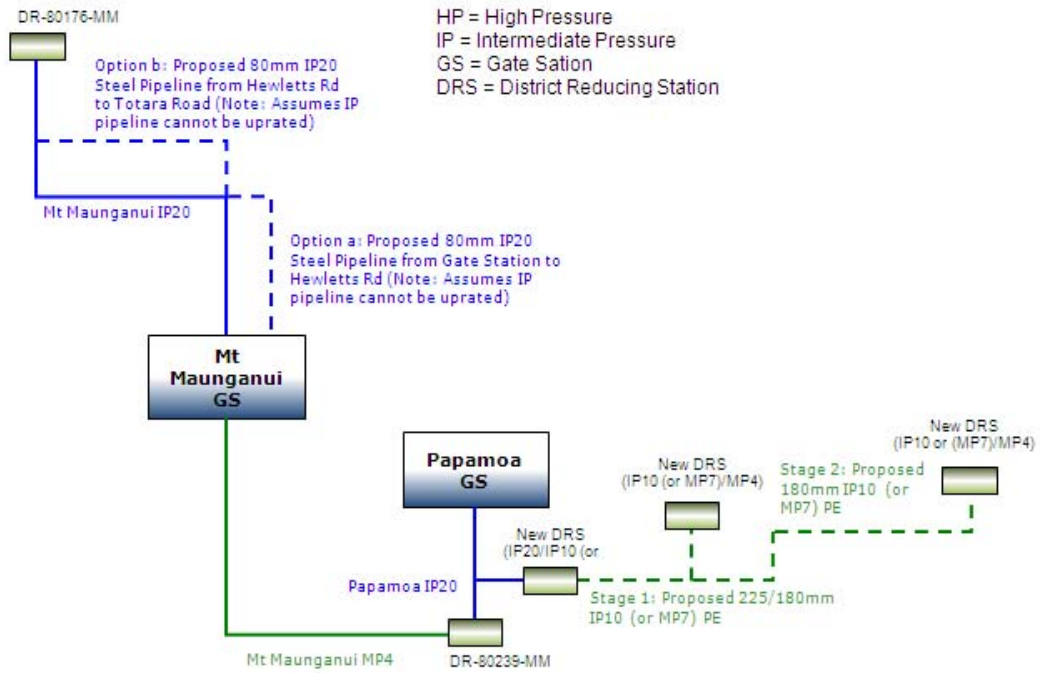 DR-80176-MM
HP = High Pressure
IP = Intermediate Pressure
GS = Gate Sation
DRS = District Reducing Station
Option b: Proposed 80mm IP20
Steel Pipeline from Hewletts Rd
to Totara Road (Note: Assumes IP
pipeline cannot be uprated)
Mt Maunganui IP20
Option a: Proposed 80mm IP20
Steel Pipeline from Gate Station to
Hewletts Rd (Note: Assumes IP
pipeline cannot be uprated)
Mt
Maunganui
GS
Papamoa
GS
New DRS
(IP10 (or MP7)/MP4)
Stage 2: Proposed
180mm IP10 (or
MP7) PE
New DRS
(IP10 or (MP7)/MP4)
New DRS
(IP20/IP10 (or
Papamoa IP20
Stage 1: Proposed 225/180mm
IP10 (or MP7) PE
Mt Maunganui MP4
DR-80239-MM